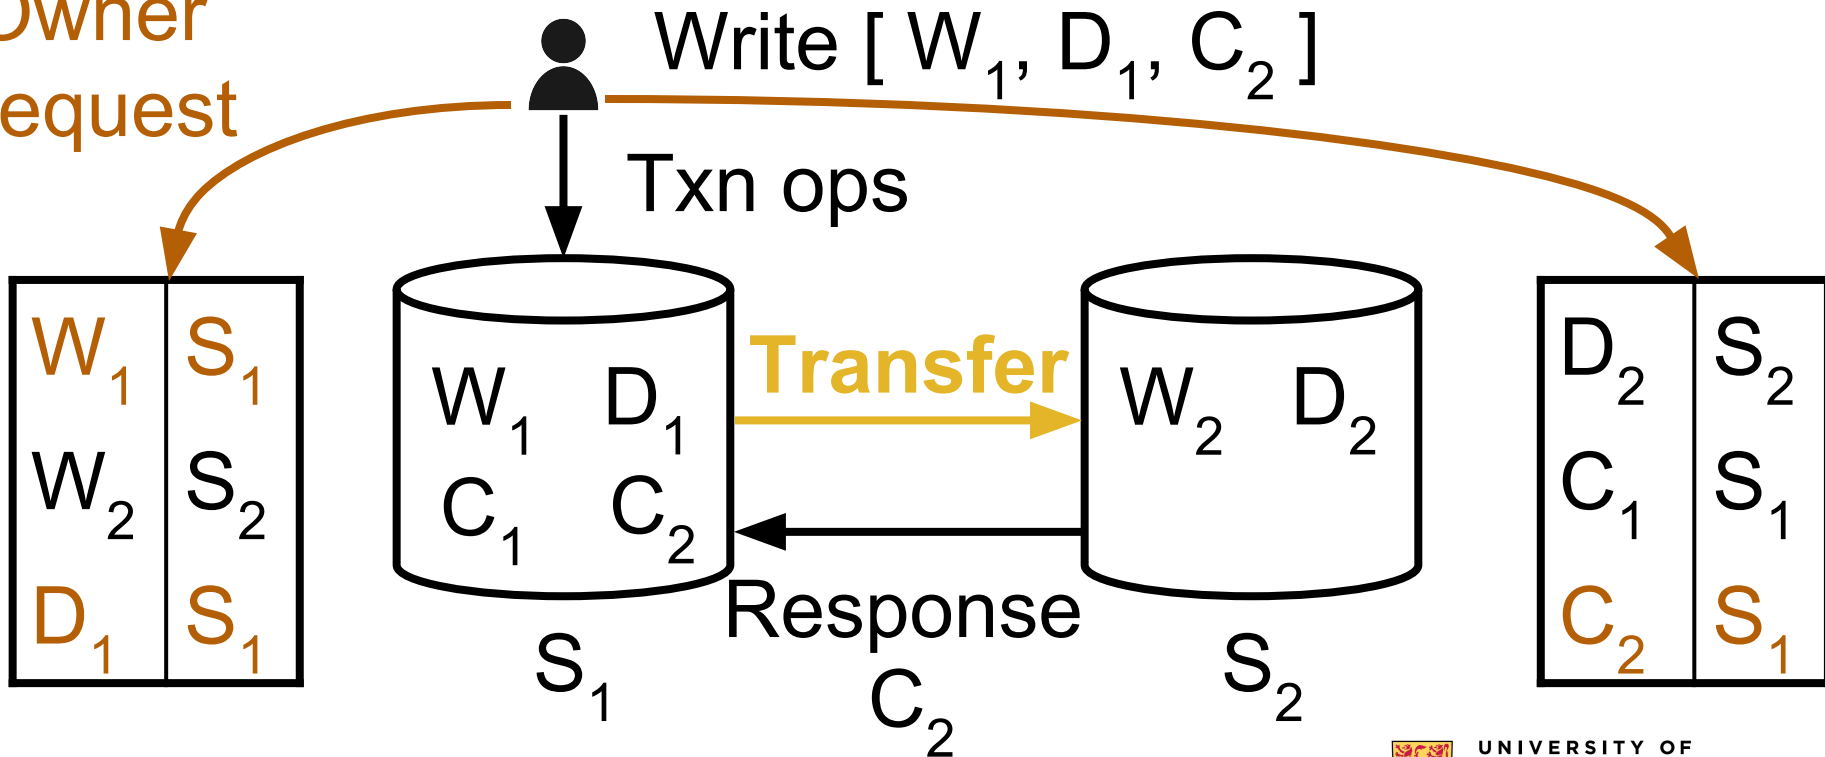 Owner
equest
Write [ W₁, D₁, C₂ ]
Txn ops
W₁ S₁
W₂ S₂
D₁ S₁
W₁ D₁
C₁ C₂
S₁
Transfer
Response
C₂
W₂ D₂
S₂
D₂ S₂
C₁ S₁
C₂ S₁
UNIVERSITY OF